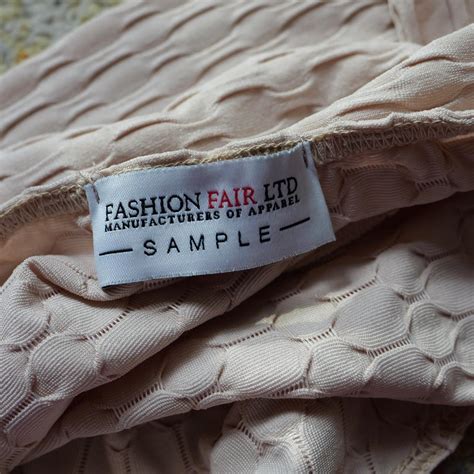 FASHION FAIR LTD
MANUFACTURERS OF APPAREL
— SAMPLE —